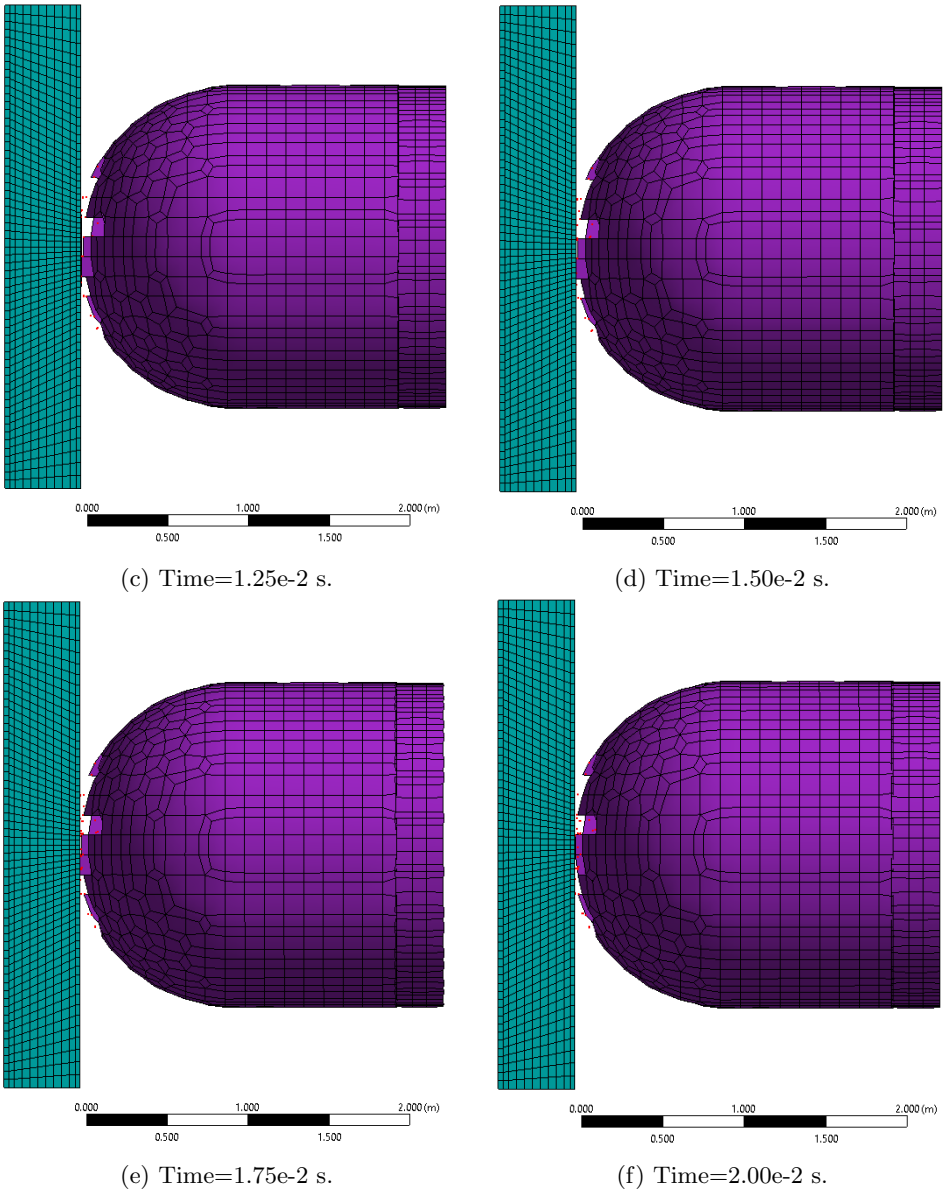 0.000 1.000 2.000 (m)
0.500 1.500
0.000 1.000 2.000 (m)
0.500 1.500
(c) Time=1.25e-2 s.
(d) Time=1.50e-2 s.
0.000 1.000 2.000 (m)
0.500 1.500
0.000 1.000 2.000 (m)
0.500 1.500
(e) Time=1.75e-2 s.
(f) Time=2.00e-2 s.